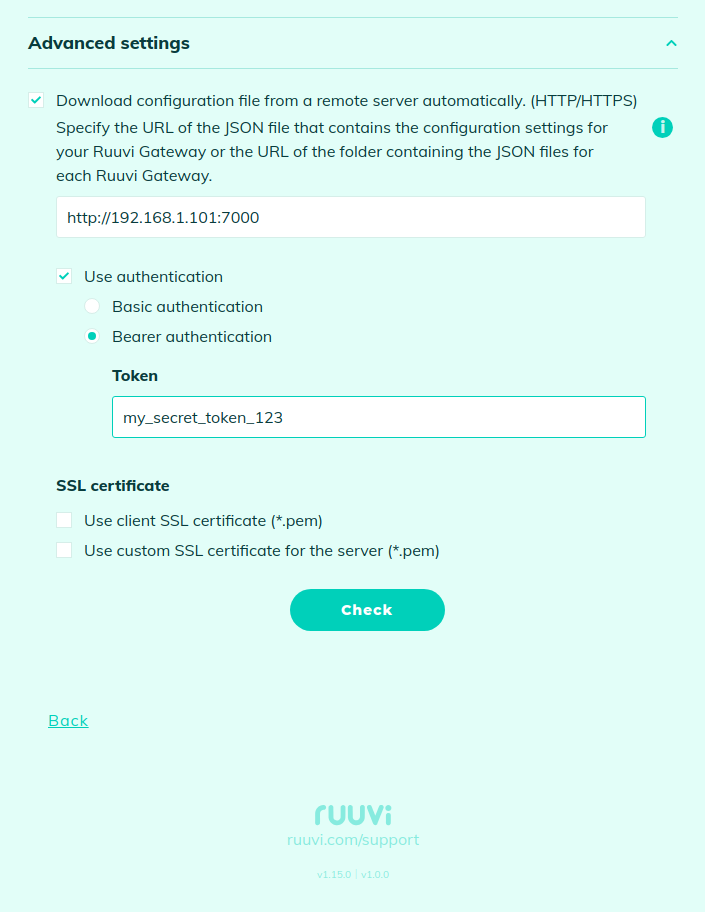 Advanced settings
Download configuration file from a remote server automatically. (HTTP/HTTPS)
Specify the URL of the JSON file that contains the configuration settings for
your Ruuvi Gateway or the URL of the folder containing the JSON files for
each Ruuvi Gateway.
i
http://192.168.1.101:7000
Use authentication
Basic authentication
Bearer authentication
Token
my_secret_token_123
SSL certificate
Use client SSL certificate (*.pem)
Use custom SSL certificate for the server (*.pem)
Check
Back
ruuvi
ruuvi.com/support
v1.15.0 | v1.0.0